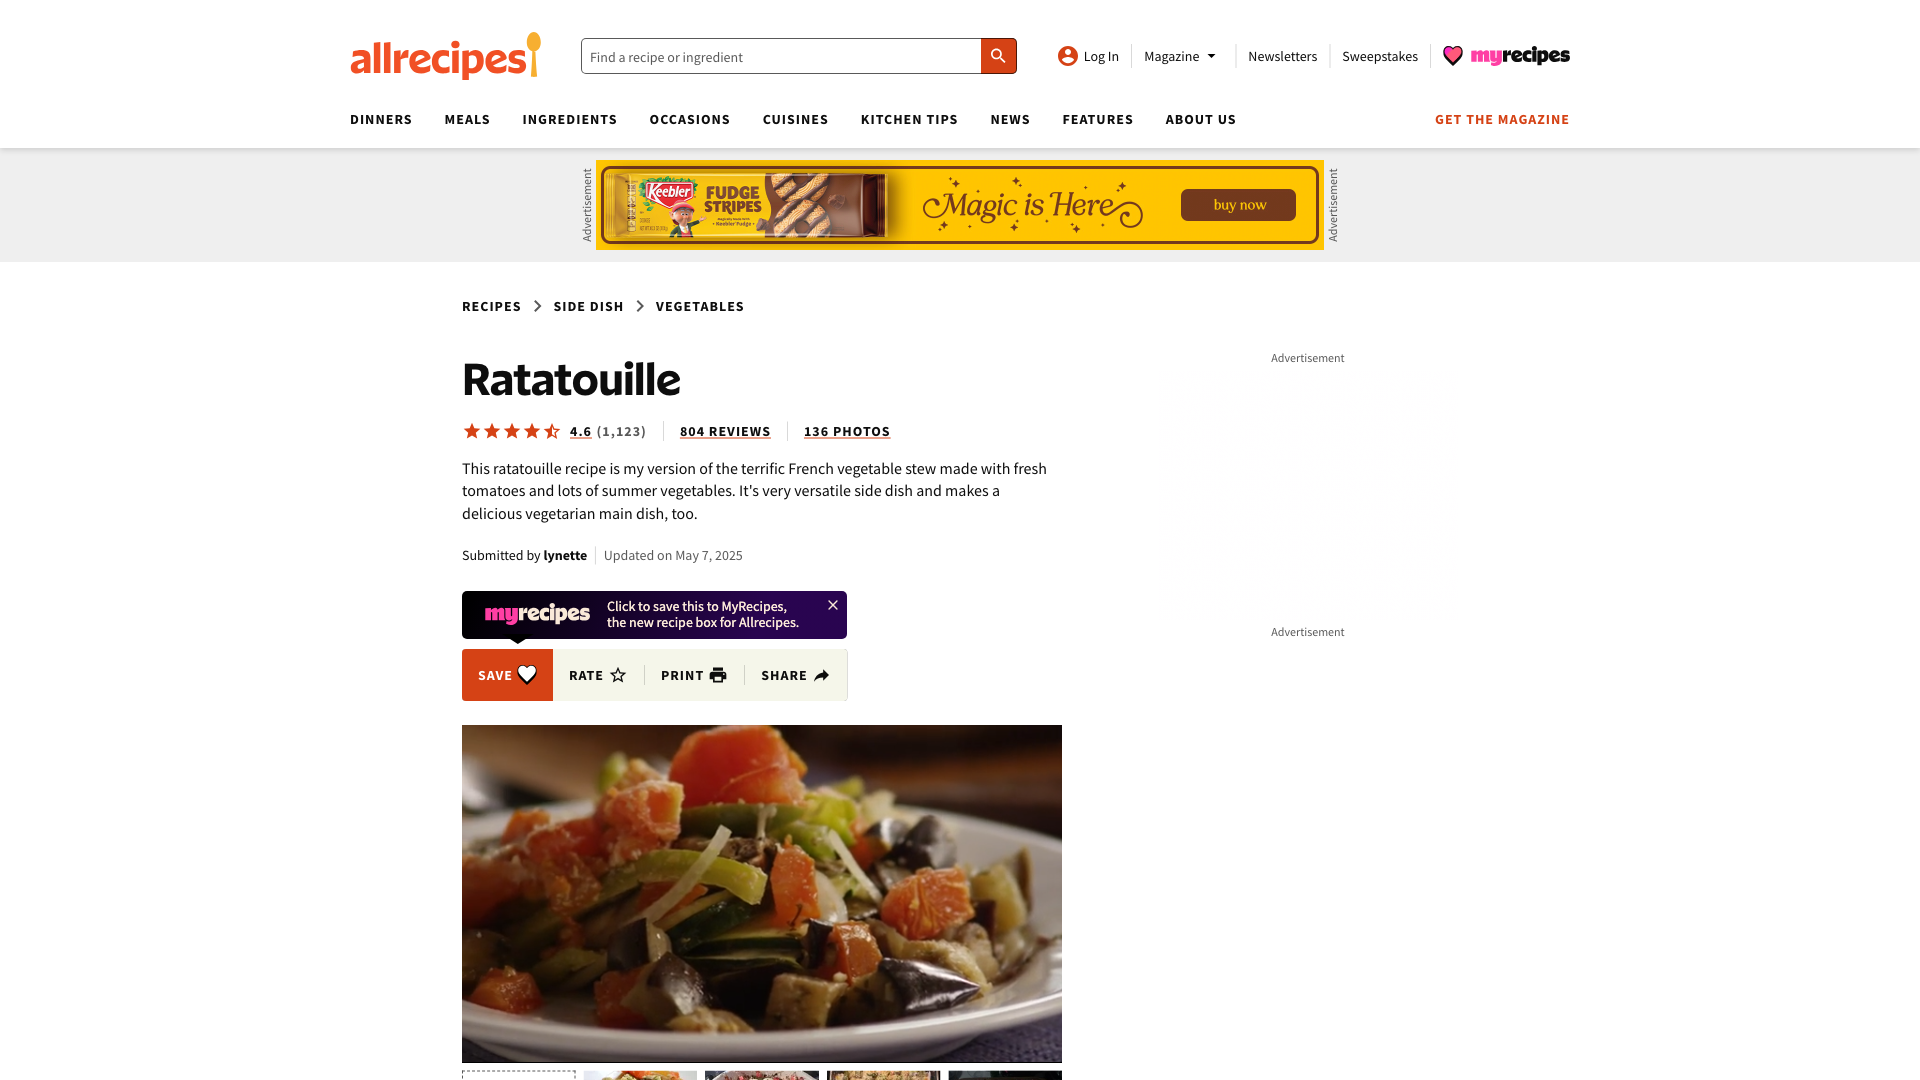 allrecipes
Find a recipe or ingredient
Log In
Magazine
Newsletters
Sweepstakes
myrecipes
DINNERS
MEALS
INGREDIENTS
OCCASIONS
CUISINES
KITCHEN TIPS
NEWS
FEATURES
ABOUT US
GET THE MAGAZINE
Advertisement
Keebler
FUDGE
STRIPES
Magic is Here
buy now
Advertisement
RECIPES
SIDE DISH
VEGETABLES
Advertisement
Ratatouille
4.6 (1,123)
804 REVIEWS
136 PHOTOS
This ratatouille recipe is my version of the terrific French vegetable stew made with fresh
tomatoes and lots of summer vegetables. It's very versatile side dish and makes a
delicious vegetarian main dish, too.
Submitted by lynette
Updated on May 7, 2025
myrecipes
Click to save this to MyRecipes,
the new recipe box for Allrecipes.
Advertisement
SAVE
RATE
PRINT
SHARE